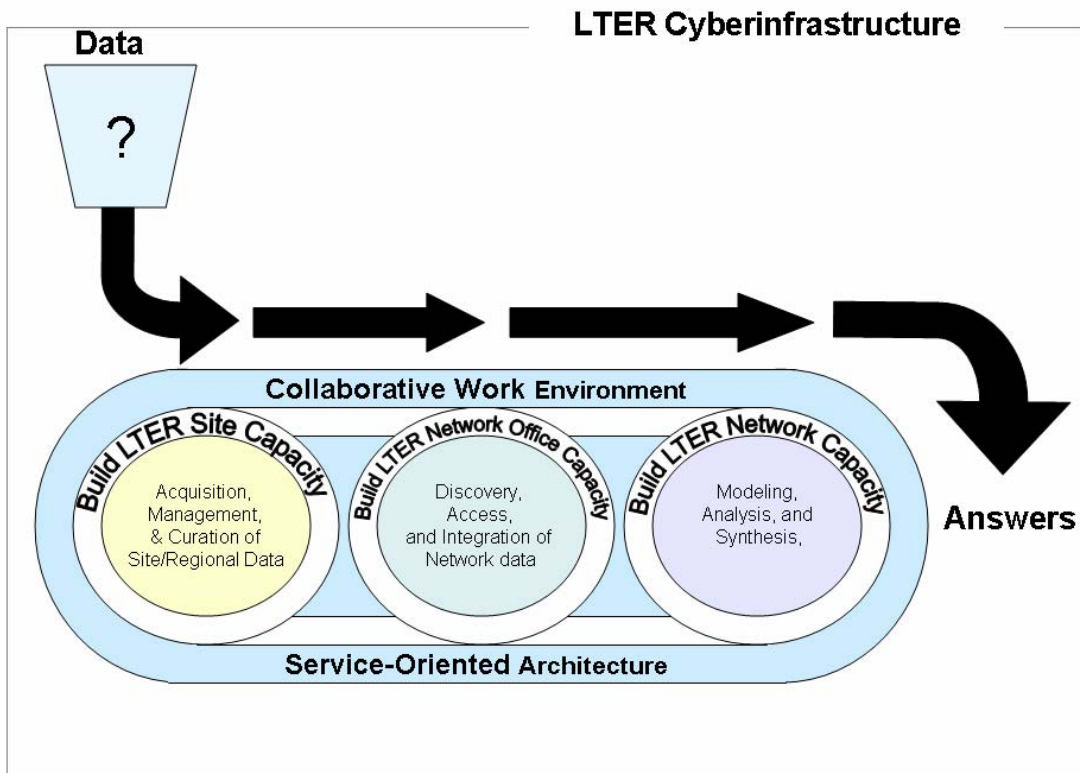 LTER Cyberinfrastructure
Data
?
Collaborative Work Environment
Build LTER Site Capacity
Acquisition,
Management,
& Curation of
Site/Regional Data
Build LTER Network Office Capacity
Discovery,
Access,
and Integration of
Network data
Build LTER Network Capacity
Modeling,
Analysis, and
Synthesis,
Answers
Service-Oriented Architecture